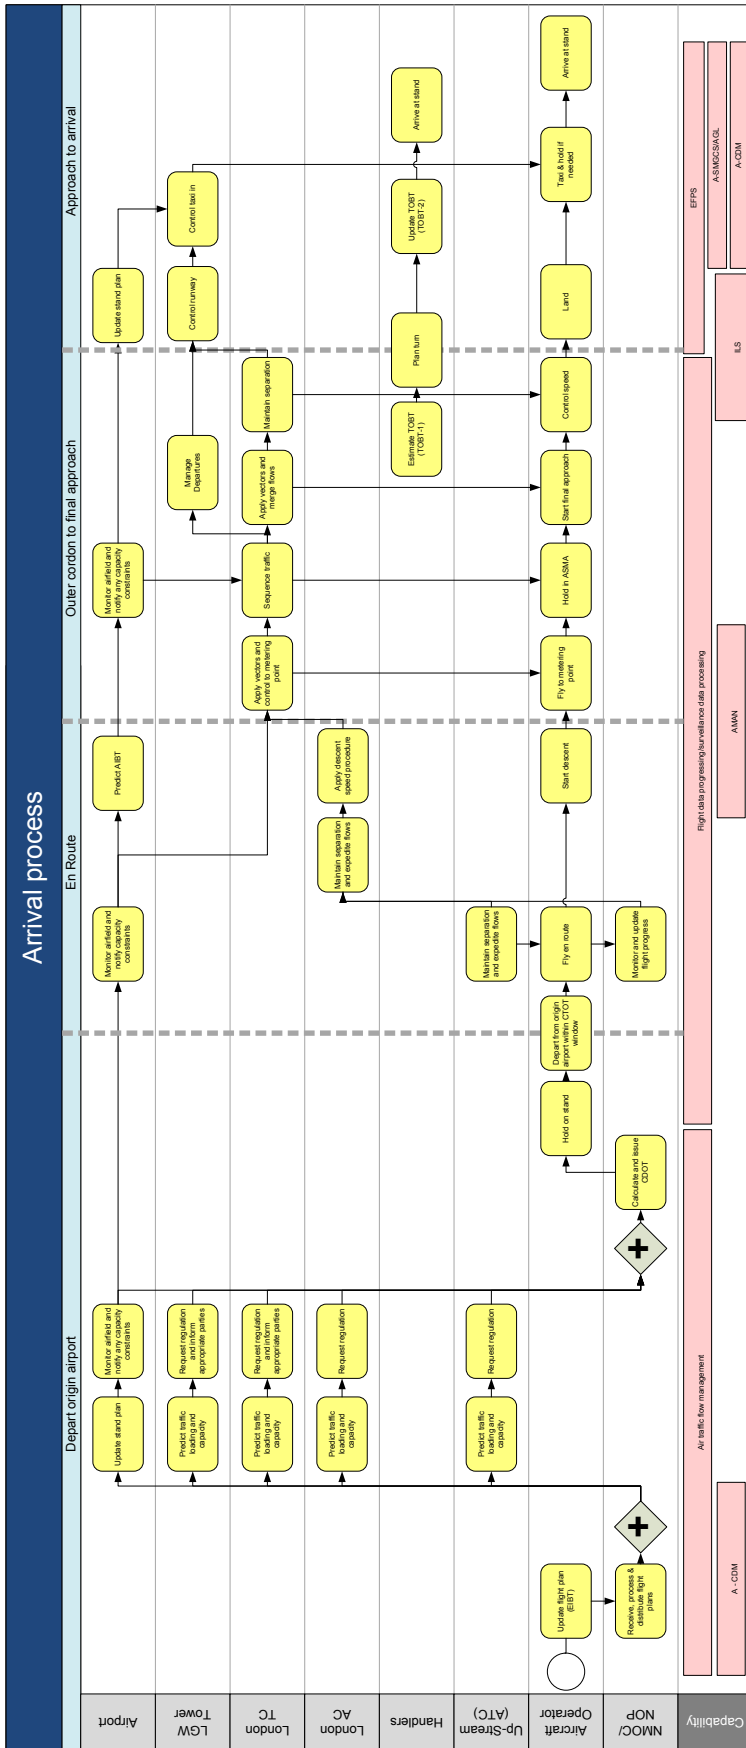 Arrival process
Depart origin airport
En Route
Outer cordon to final approach
Approach to arrival
Airport
Update stand plan
Monitor airfield and
notify any capacity
constraints
Monitor airfield and
notify capacity
constraints
Predict AIBT
Monitor airfield and
notify any capacity
constraints
Update stand plan
LGW
Tower
Predict traffic
loading and
capacity
Request regulation
and inform
appropriate parties
Manage
Departures
Control runway
Control taxi in
London
TC
Predict traffic
loading and
capacity
Request regulation
and inform
appropriate parties
Apply vectors and
control to metering
point
Sequence traffic
Apply vectors and
merge flows
Maintain separation
London
AC
Predict traffic
loading and
capacity
Request regulation
Maintain separation
and expedite flows
Apply descent
speed procedure
Handlers
Estimate TOBT
(TOBT-1)
Plan turn
Update TOBT
(TOBT-2)
Arrive at stand
Up-Stream
(ATC)
Predict traffic
loading and
capacity
Request regulation
Maintain separation
and expedite flows
Aircraft
Operator
Update flight plan
(EIBT)
Hold on stand
Depart from origin
airport within CTOT
window
Fly en route
Start descent
Fly to metering
point
Hold in ASMA
Start final approach
Control speed
Land
Taxi & hold if
needed
Arrive at stand
NMOC/
NOP
Receive, process &
distribute flight
plans
Calculate and issue
CDOT
Monitor and update
flight progress
Capability
Air traffic flow management
Flight data progressing/surveillance data processing
EFPS
A-SMGCS/AGL
A - CDM
AMAN
ILS
A-CDM